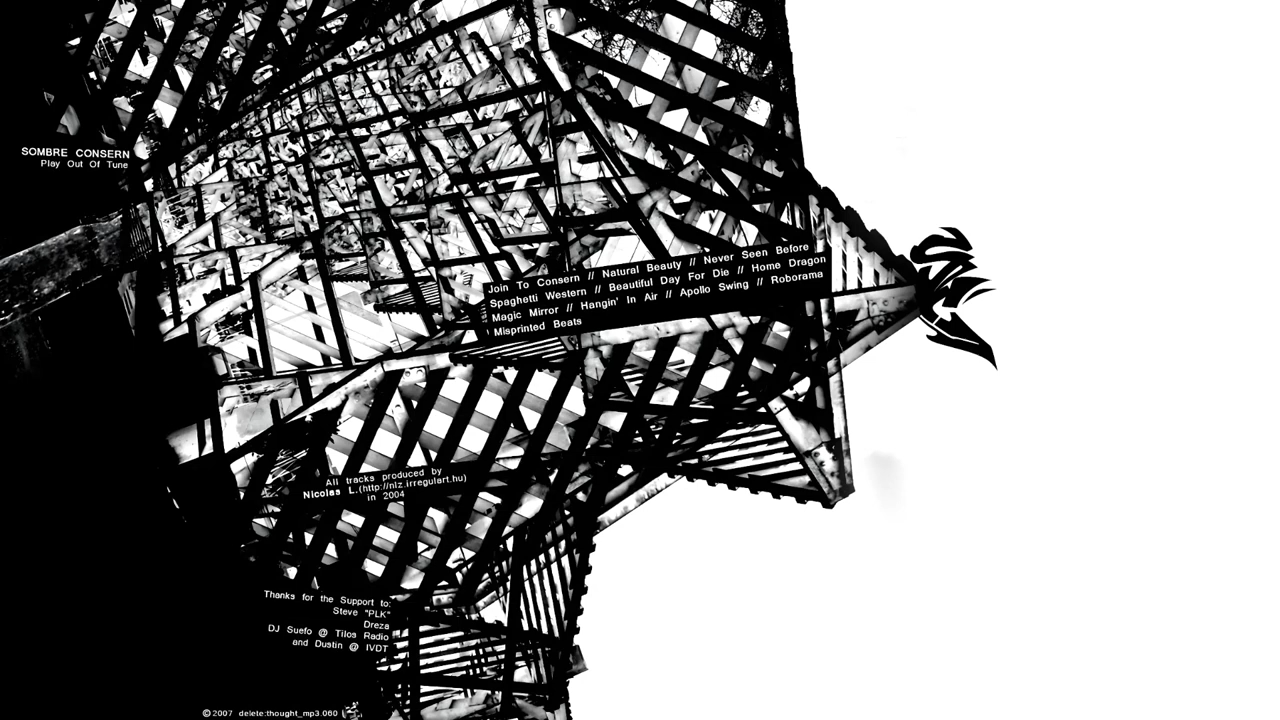 SOMBRE CONSERN
Play Out Of Tune
Join To Consern // Natural Beauty // Never Seen Before
Spaghetti Western // Beautiful Day For Die // Home Dragon
Magic Mirror // Hangin' In Air // Apollo Swing // Roborama
Misprinted Beats
All tracks produced by
Nicolas L.(http://nlz.irregulart.hu)
in 2004
Thanks for the Support to:
Steve "PLK"
Dreza
DJ Suefo @ Tilos Radio
and Dustin @ IVDT
©2007 delete:thought_mp3.060